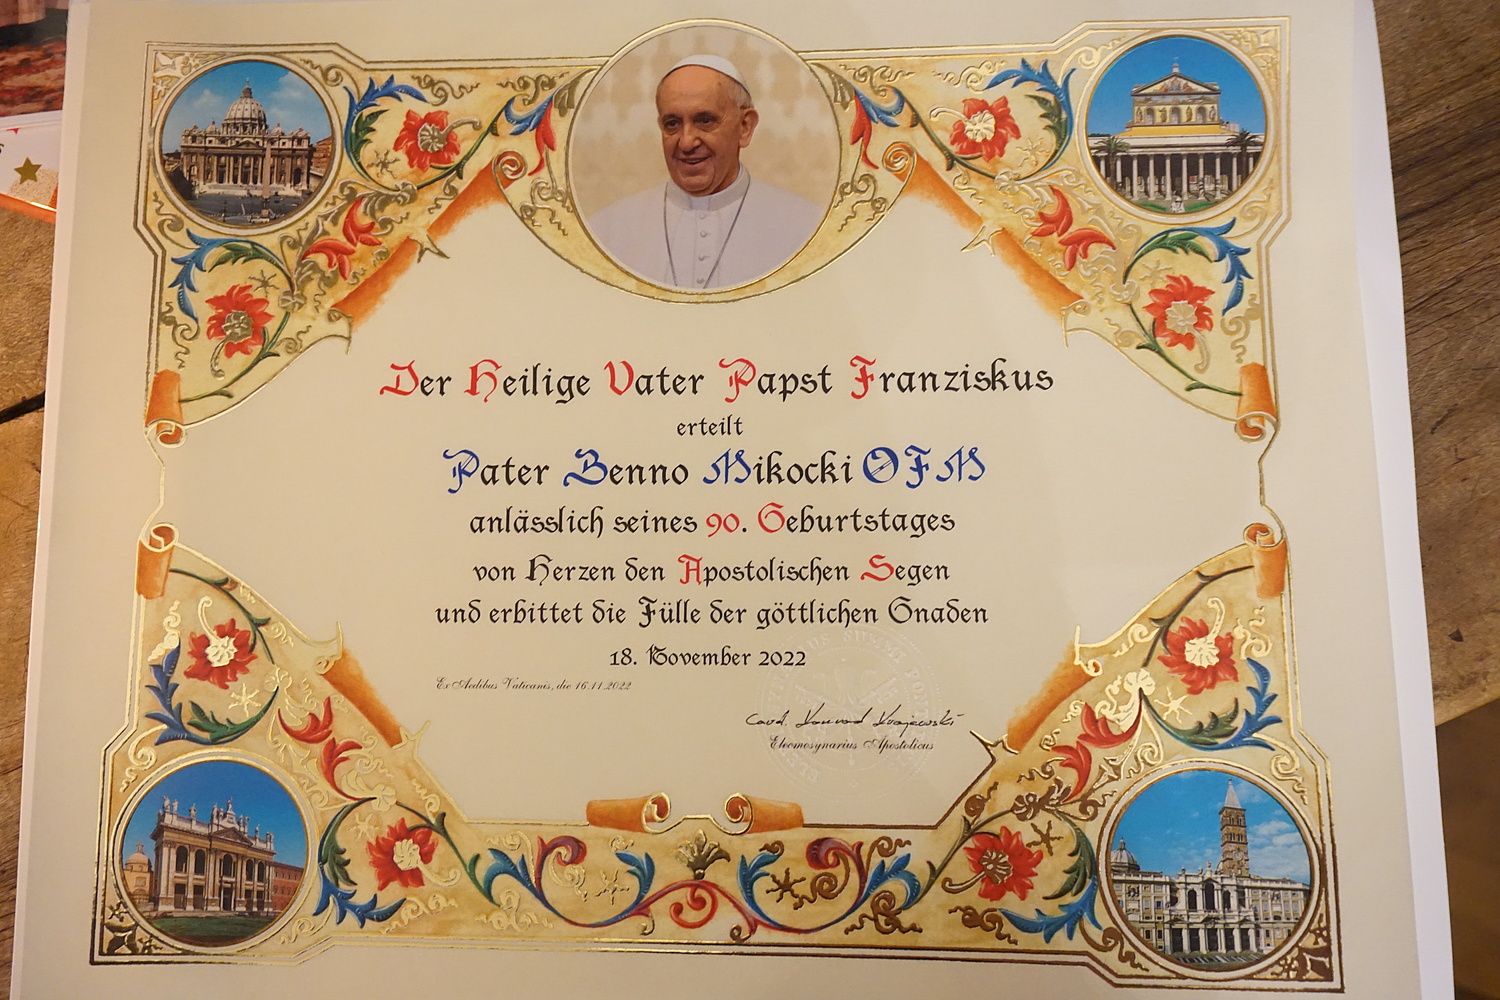 Der Heilige Vater Papst Franziskus
erteilt
Pater Benno Mikocki OFM
anlässlich seines 90. Geburtstages
von Herzen den Apostolischen Segen
und erbittet die Fülle der göttlichen Gnaden
18. November 2022
Ex Aedibus Vaticanis, die 16.11.2022
Card. Konrad Krajewski
Eleemosynarius Apostolicus